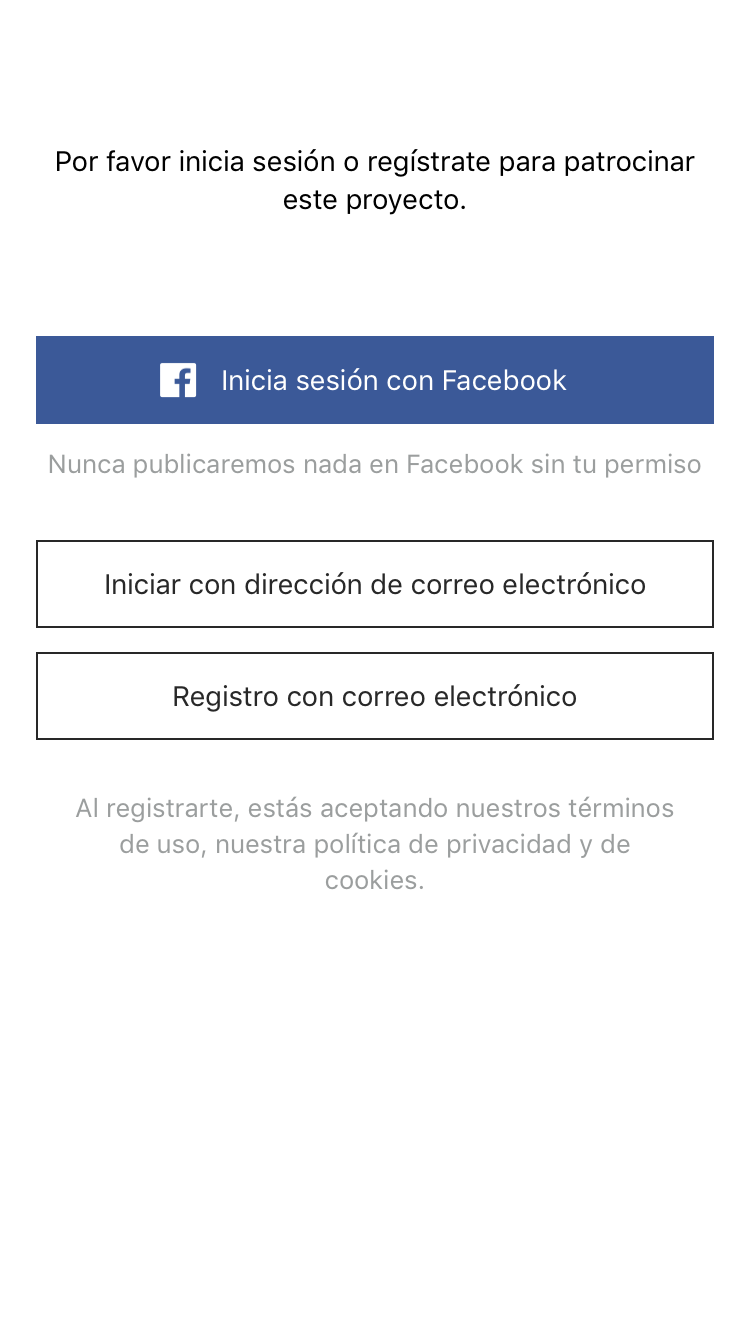 Por favor inicia sesión o regístrate para patrocinar
este proyecto.
Inicia sesión con Facebook
Nunca publicaremos nada en Facebook sin tu permiso
Iniciar con dirección de correo electrónico
Registro con correo electrónico
Al registrarte, estás aceptando nuestros términos
de uso, nuestra política de privacidad y de
cookies.